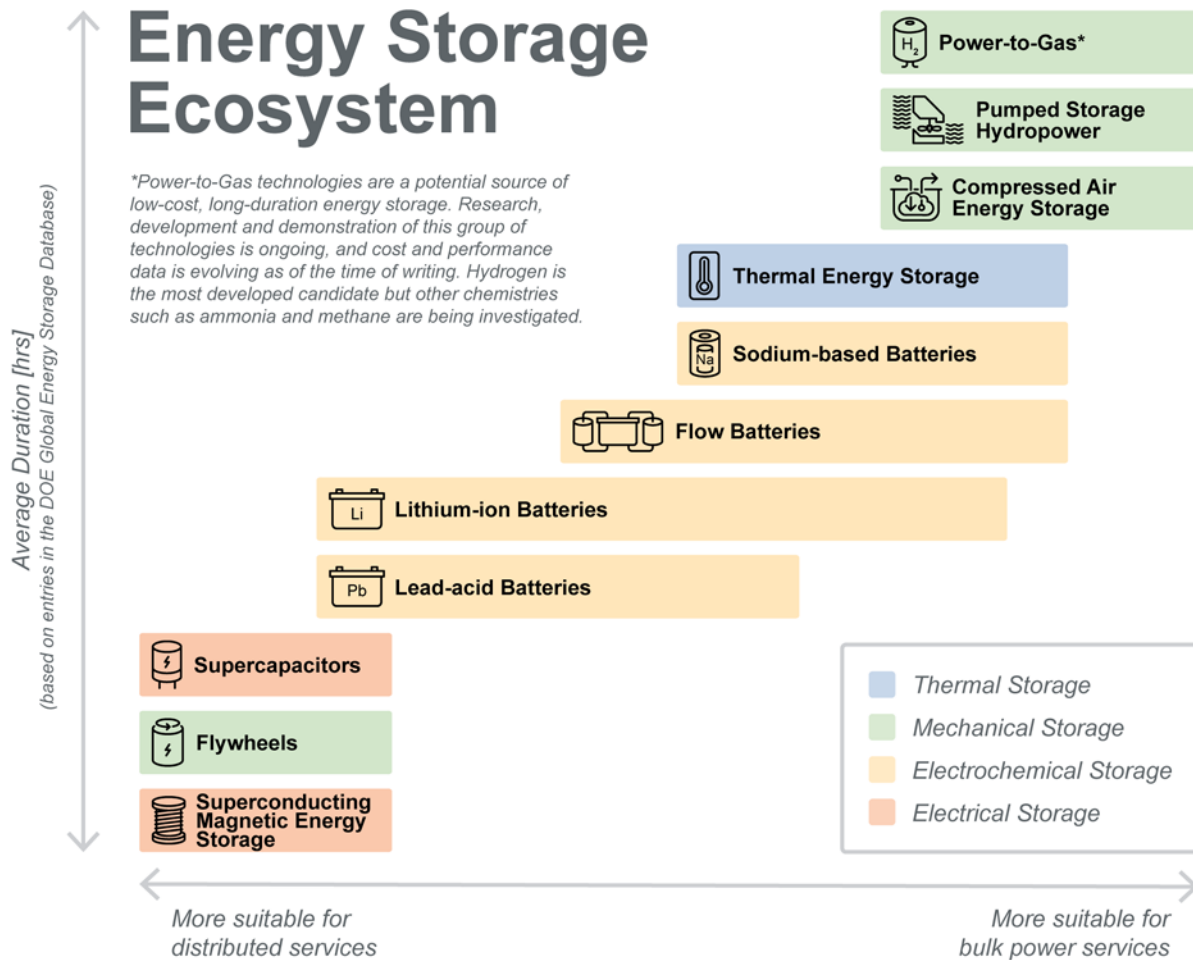 Energy Storage
Ecosystem
*Power-to-Gas technologies are a potential source of
low-cost, long-duration energy storage. Research,
development and demonstration of this group of
technologies is ongoing, and cost and performance
data is evolving as of the time of writing. Hydrogen is
the most developed candidate but other chemistries
such as ammonia and methane are being investigated.
Average Duration [hrs]
(based on entries in the DOE Global Energy Storage Database)
H2
Power-to-Gas*
Pumped Storage
Hydropower
Compressed Air
Energy Storage
Thermal Energy Storage
Na
Sodium-based Batteries
Flow Batteries
Li
Lithium-ion Batteries
Pb
Lead-acid Batteries
Supercapacitors
Flywheels
Superconducting
Magnetic Energy
Storage
Thermal Storage
Mechanical Storage
Electrochemical Storage
Electrical Storage
More suitable for
distributed services
More suitable for
bulk power services